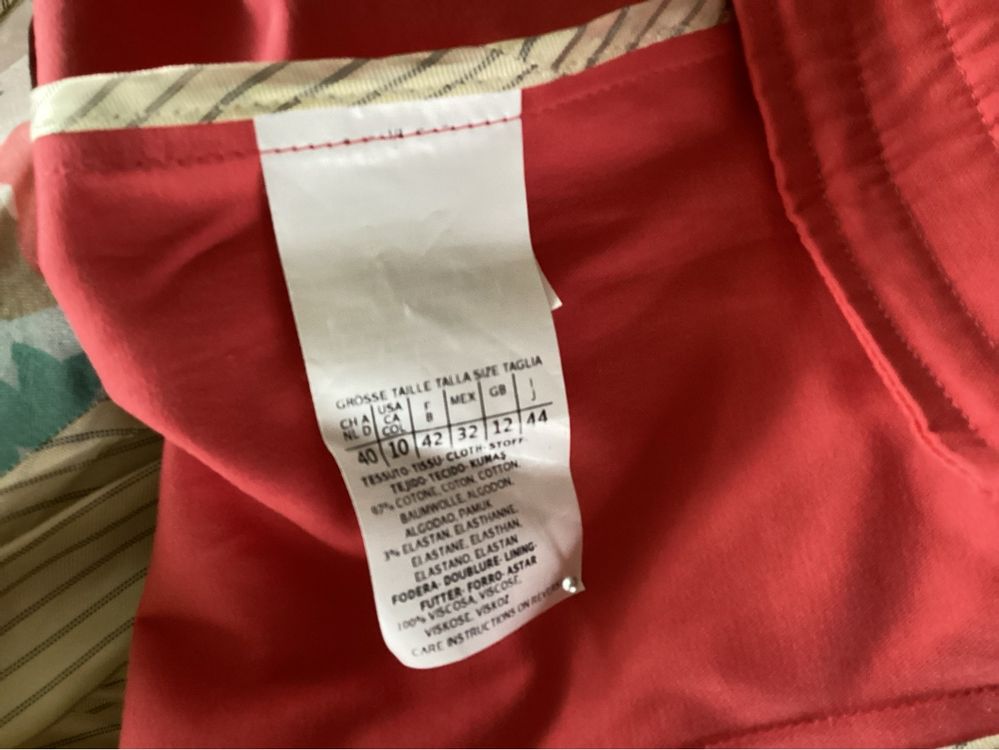 GRÖSSE TAILLE TALLA SIZE TAGLIA
CH A USA F MEX GB I
NL D CA B J
COL
40 10 42 32 12 44
TESSUTO-TISSU-CLOTH-STOFF-
TEJIDO-TECIDO-KUMAS
97% COTONE, COTON, COTTON,
BAUMWOLLE, ALGODON,
ALGODAO, PAMUK
3% ELASTAN, ELASTHANNE,
ELASTANE, ELASTHAN,
ELASTANO, ELASTAN
FODERA-DOUBLURE-LINING-
FUTTER-FORRO-ASTAR
100% VISCOSA, VISCOSE,
VISKOSE, VISKOZ
CARE INSTRUCTIONS ON REVERSE